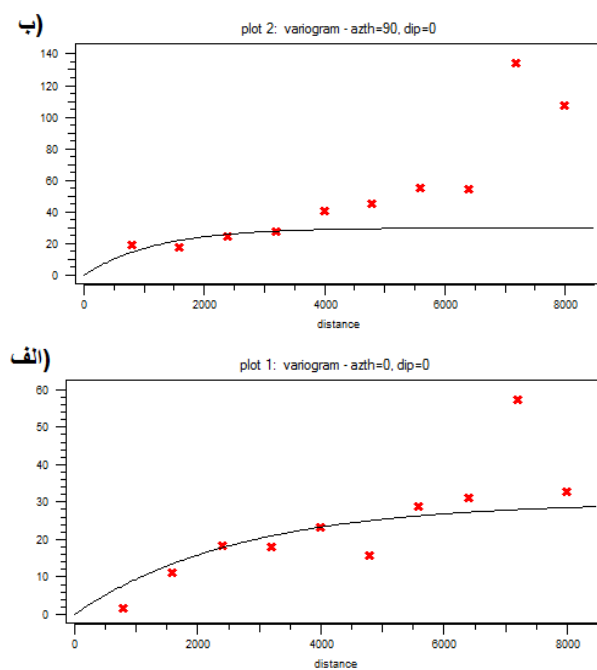 ب)
plot 2: variogram - azth=90, dip=0
140
120
100
80
60
40
20
0
0 2000 4000 6000 8000
distance
الف)
plot 1: variogram - azth=0, dip=0
60
50
40
30
20
10
0
0 2000 4000 6000 8000
distance